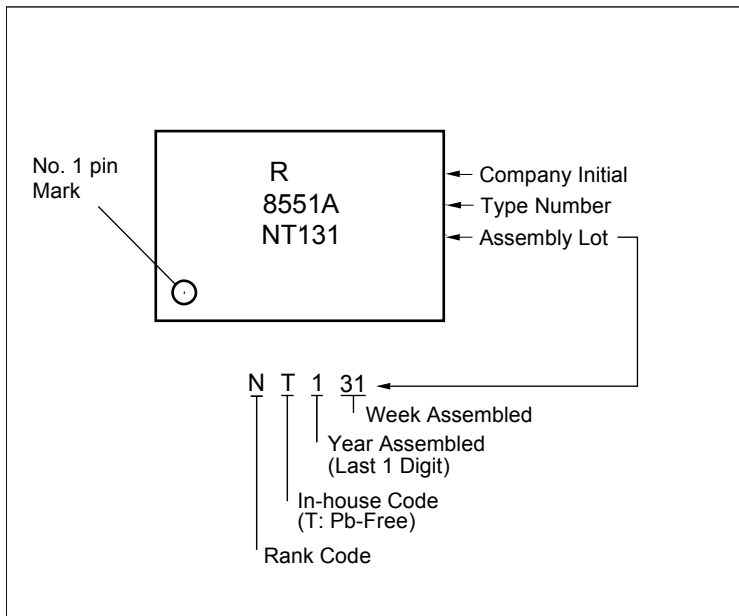 No. 1 pin
Mark
R
8551A
NT131
Company Initial
Type Number
Assembly Lot
N T 1 31
Week Assembled
Year Assembled
(Last 1 Digit)
In-house Code
(T: Pb-Free)
Rank Code